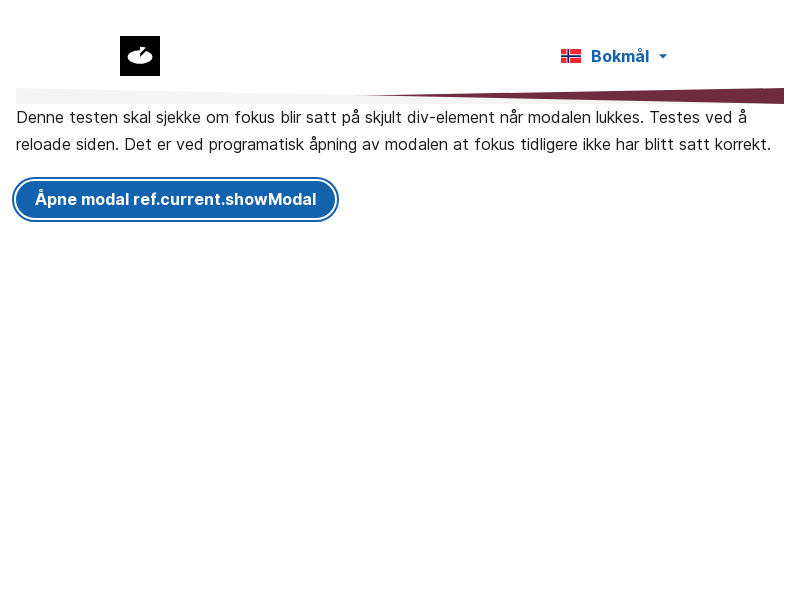 Bokmål
Denne testen skal sjekke om fokus blir satt på skjult div-element når modalen lukkes. Testes ved å
reloade siden. Det er ved programatisk åpning av modalen at fokus tidligere ikke har blitt satt korrekt.
Åpne modal ref.current.showModal